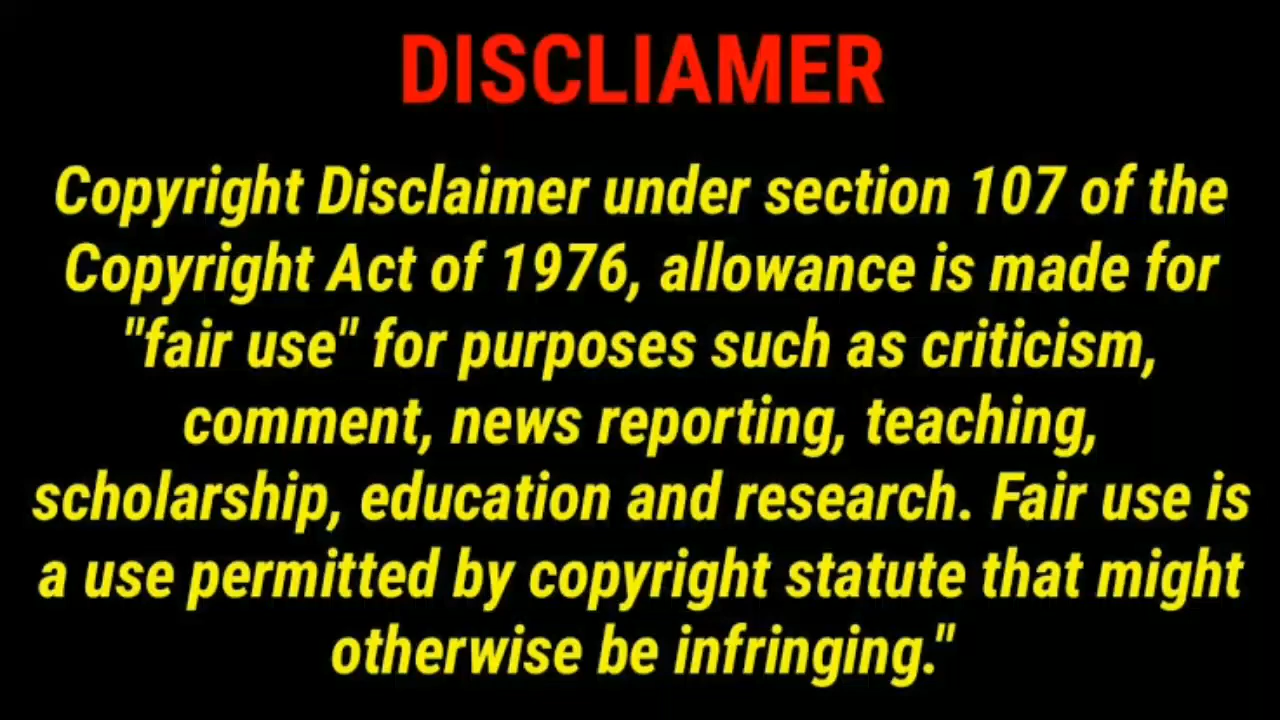 DISCLIAMER
Copyright Disclaimer under section 107 of the
Copyright Act of 1976, allowance is made for
"fair use" for purposes such as criticism,
comment, news reporting, teaching,
scholarship, education and research. Fair use is
a use permitted by copyright statute that might
otherwise be infringing."